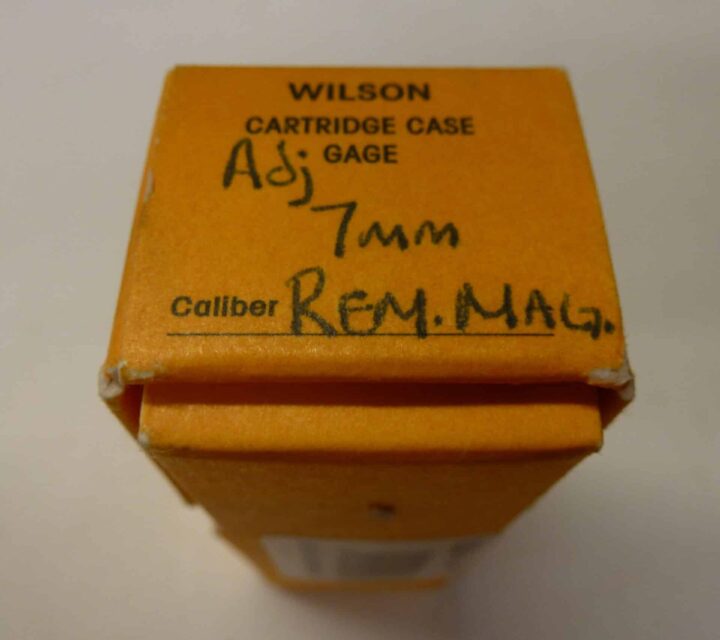 WILSON
CARTRIDGE CASE
Adj GAGE
7mm
Caliber REM. MAG.